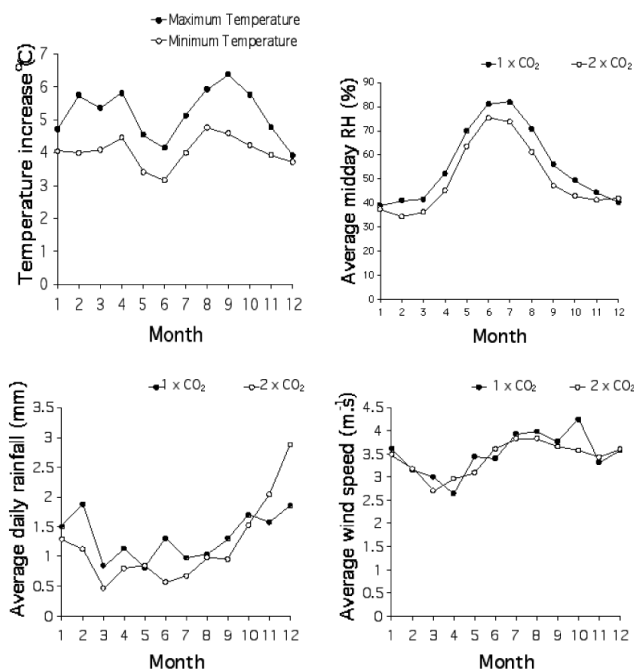 Maximum Temperature
Minimum Temperature
Temperature increase °C
7
6
5
4
3
2
1
0
1 2 3 4 5 6 7 8 9 10 11 12
Month
1 x CO₂ 2 x CO₂
Average midday RH (%)
90
80
70
60
50
40
30
20
10
0
1 2 3 4 5 6 7 8 9 10 11 12
Month
1 x CO₂ 2 x CO₂
Average daily rainfall (mm)
3.5
3
2.5
2
1.5
1
0.5
0
1 2 3 4 5 6 7 8 9 10 11 12
Month
1 x CO₂ 2 x CO₂
Average wind speed (m.s⁻¹)
4.5
4
3.5
3
2.5
2
1.5
1
0.5
0
1 2 3 4 5 6 7 8 9 10 11 12
Month